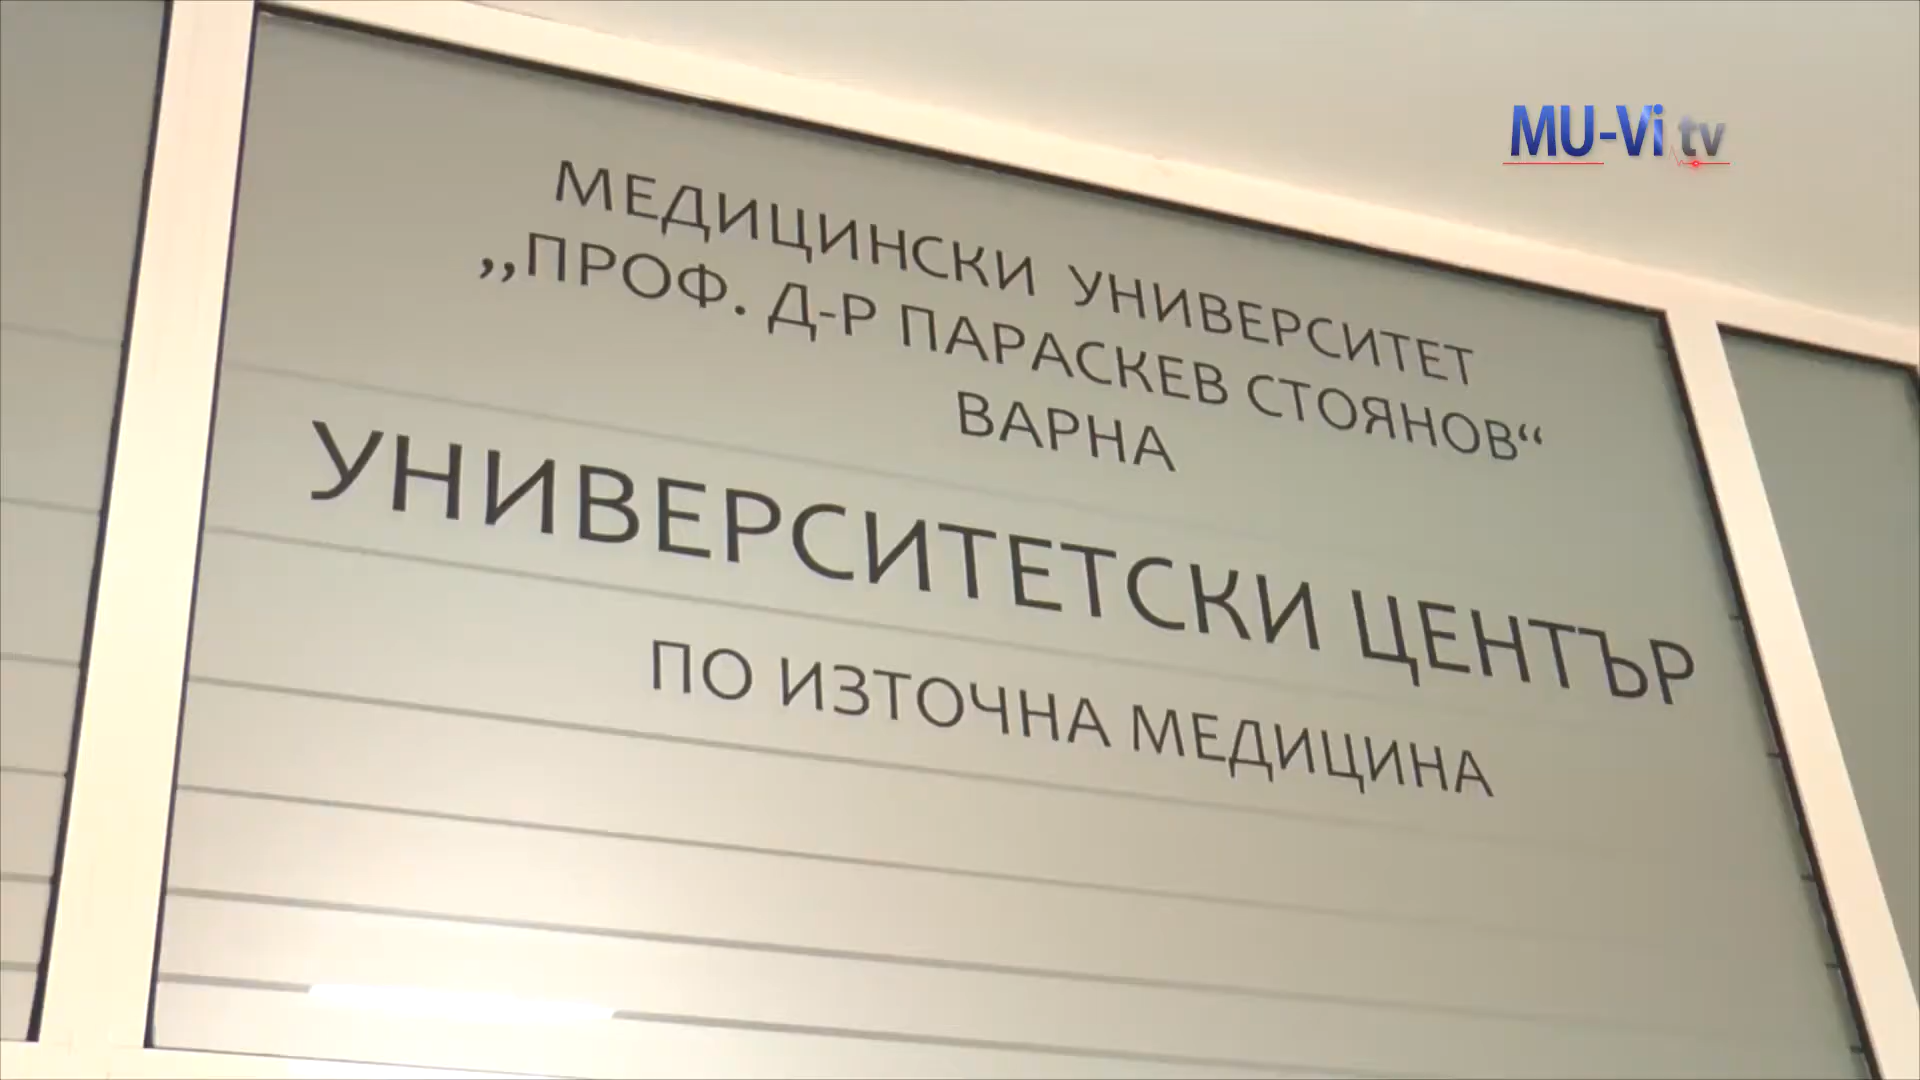 MU-Vi tv
МЕДИЦИНСКИ УНИВЕРСИТЕТ
,,ПРОФ. Д-Р ПАРАСКЕВ СТОЯНОВ“
ВАРНА
УНИВЕРСИТЕТСКИ ЦЕНТЪР
ПО ИЗТОЧНА МЕДИЦИНА